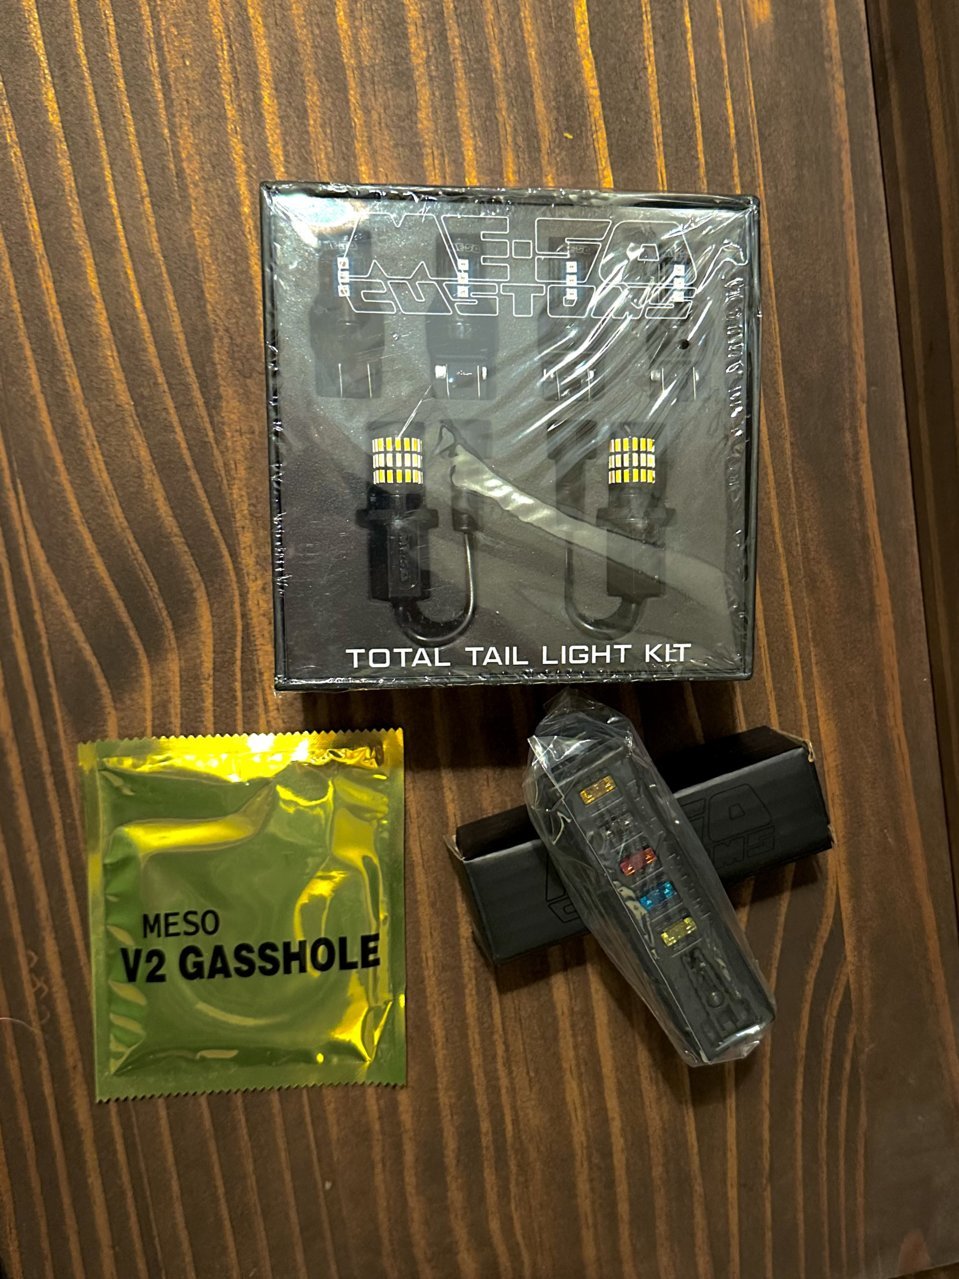 MESO
CUSTOMS
TOTAL TAIL LIGHT KIT
MESO
V2 GASSHOLE